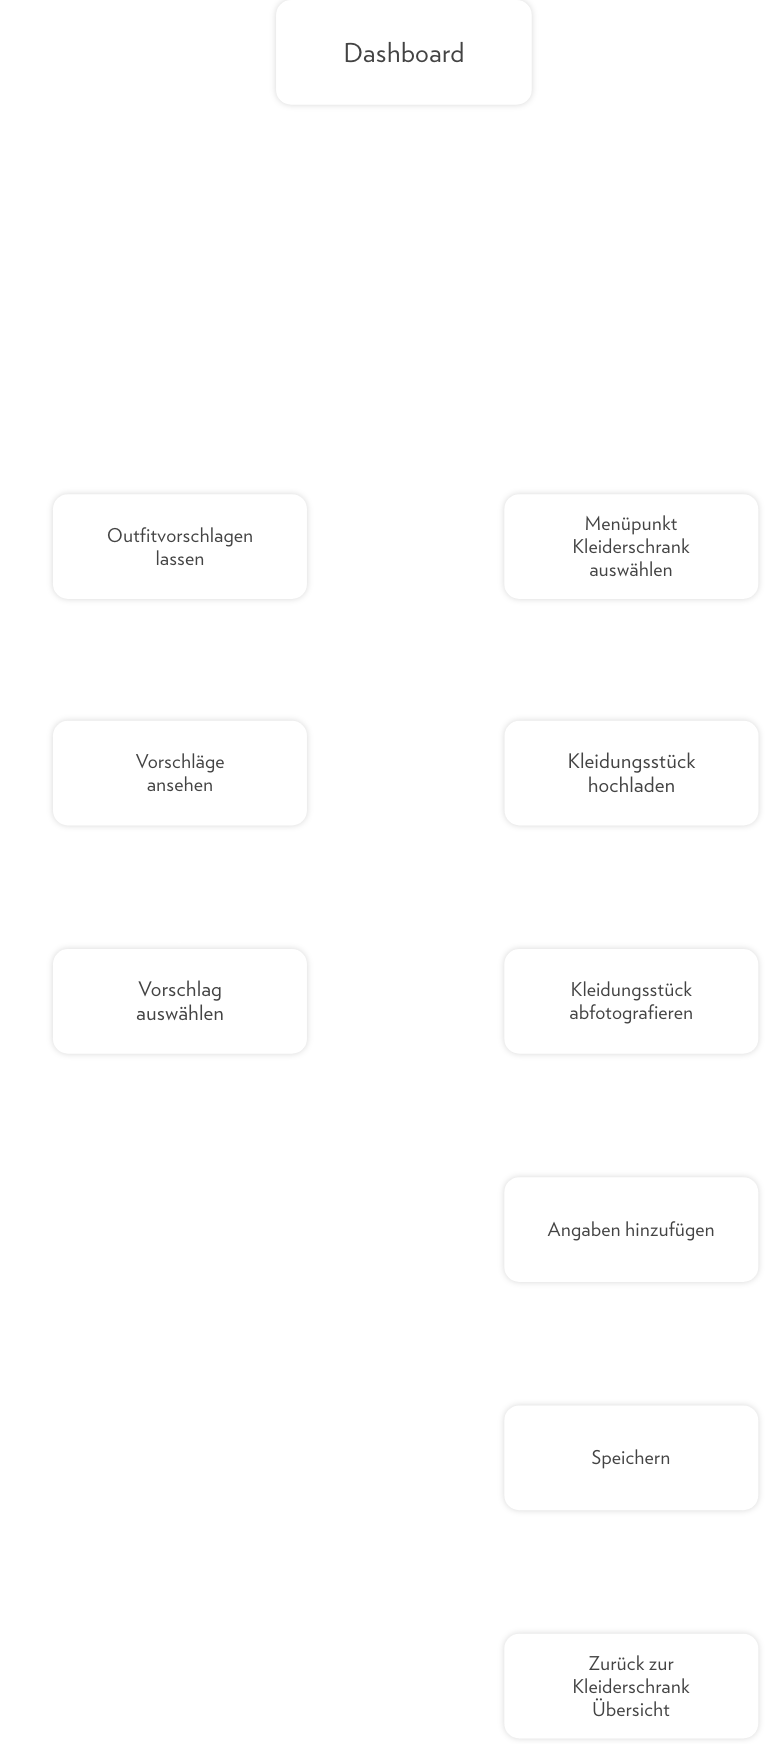 Dashboard
Outfitvorschlagen
lassen
Menüpunkt
Kleiderschrank
auswählen
Vorschläge
ansehen
Kleidungsstück
hochladen
Vorschlag
auswählen
Kleidungsstück
abfotografieren
Angaben hinzufügen
Speichern
Zurück zur
Kleiderschrank
Übersicht